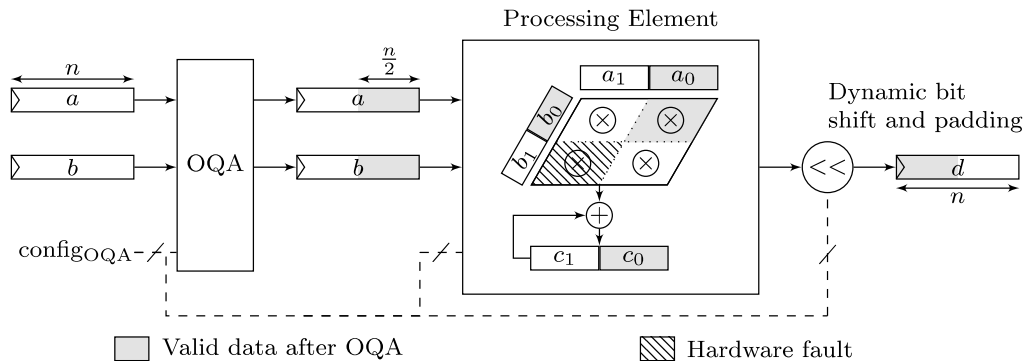 Processing Element
n
n/2
a
a
a₁ a₀
b₁ b₀
Dynamic bit
shift and padding
b
OQA
b
<<
d
n
+
c₁ c₀
config_OQA
Valid data after OQA
Hardware fault